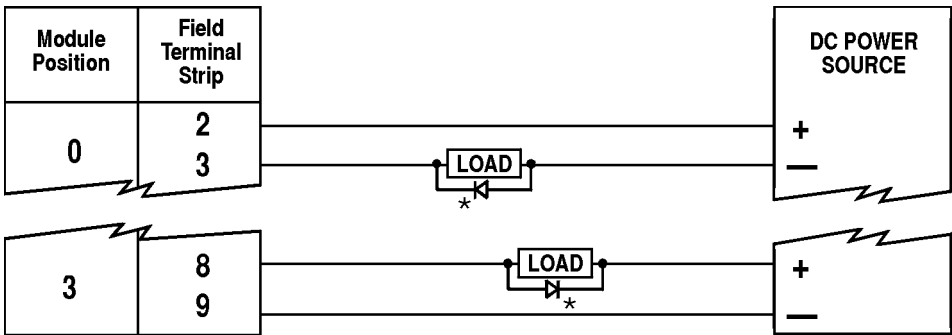 Module Position
Field Terminal Strip
DC POWER SOURCE
0
2
+
3
LOAD
—
*
3
8
LOAD
+
*
9
—